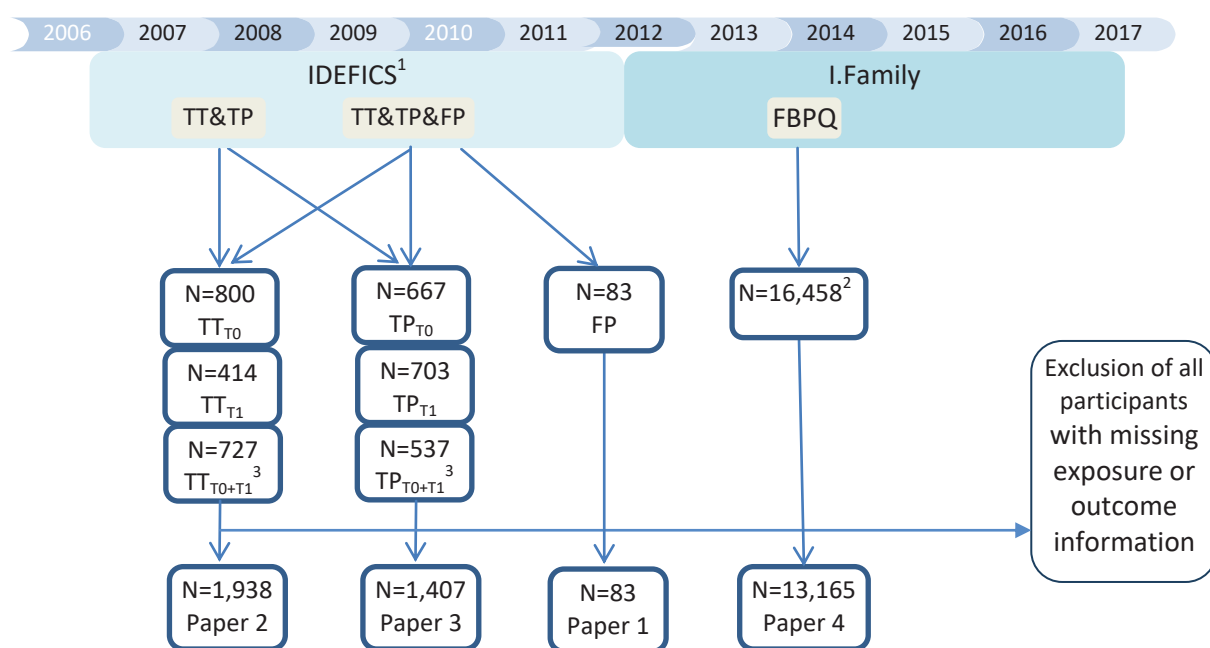 2006 2007 2008 2009 2010 2011 2012 2013 2014 2015 2016 2017
IDEFICS1 I.Family
TT&TP TT&TP&FP FBPQ
N=800
TTT0
N=414
TTT1
N=727
TTT0+T1 3
N=667
TPT0
N=703
TPT1
N=537
TPT0+T1 3
N=83
FP
N=16,4582
Exclusion of all
participants
with missing
exposure or
outcome
information
N=1,938
Paper 2
N=1,407
Paper 3
N=83
Paper 1
N=13,165
Paper 4